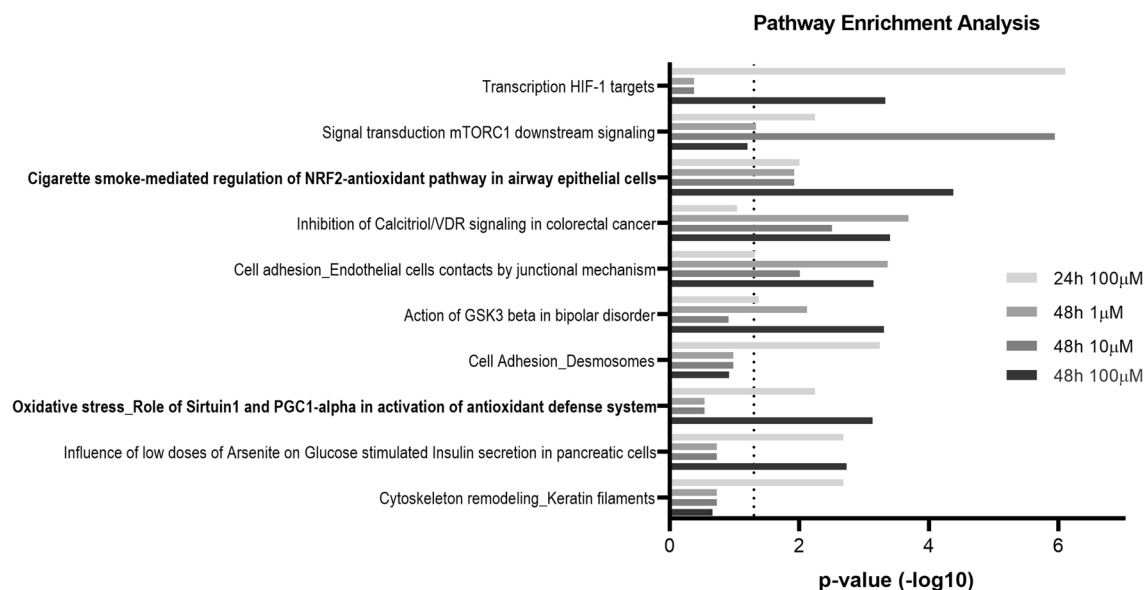 Pathway Enrichment Analysis
Transcription HIF-1 targets
Signal transduction mTORC1 downstream signaling
Cigarette smoke-mediated regulation of NRF2-antioxidant pathway in airway epithelial cells
Inhibition of Calcitriol/VDR signaling in colorectal cancer
Cell adhesion_Endothelial cells contacts by junctional mechanism
Action of GSK3 beta in bipolar disorder
Cell Adhesion_Desmosomes
Oxidative stress_Role of Sirtuin1 and PGC1-alpha in activation of antioxidant defense system
Influence of low doses of Arsenite on Glucose stimulated Insulin secretion in pancreatic cells
Cytoskeleton remodeling_Keratin filaments
24h 100μM
48h 1μM
48h 10μM
48h 100μM
0 2 4 6
p-value (-log10)